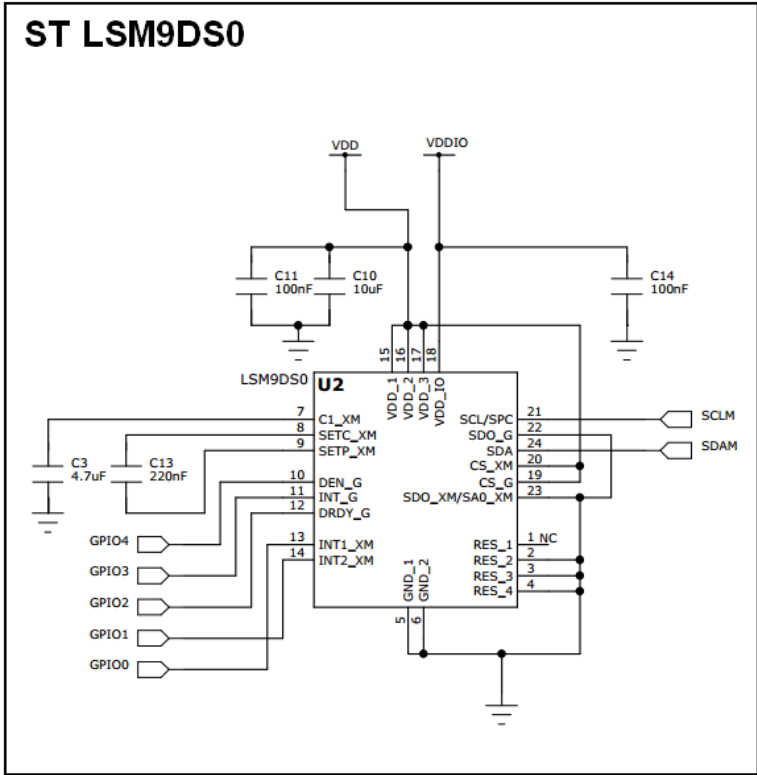 ST LSM9DS0
VDD
VDDIO
C11
100nF
C10
10uF
C14
100nF
LSM9DS0
U2
15
16
17
18
VDD_1
VDD_2
VDD_3
VDD_IO
7
C1_XM
8
SETC_XM
9
SETP_XM
10
DEN_G
11
INT_G
12
DRDY_G
13
INT1_XM
14
INT2_XM
SCL/SPC
21
SCLM
SDO_G
22
SDA
24
SDAM
CS_XM
20
CS_G
19
SDO_XM/SA0_XM
23
RES_1
1 NC
RES_2
2
RES_3
3
RES_4
4
C3
4.7uF
C13
220nF
GPIO4
GPIO3
GPIO2
GPIO1
GPIO0
GND_1
GND_2
5
6